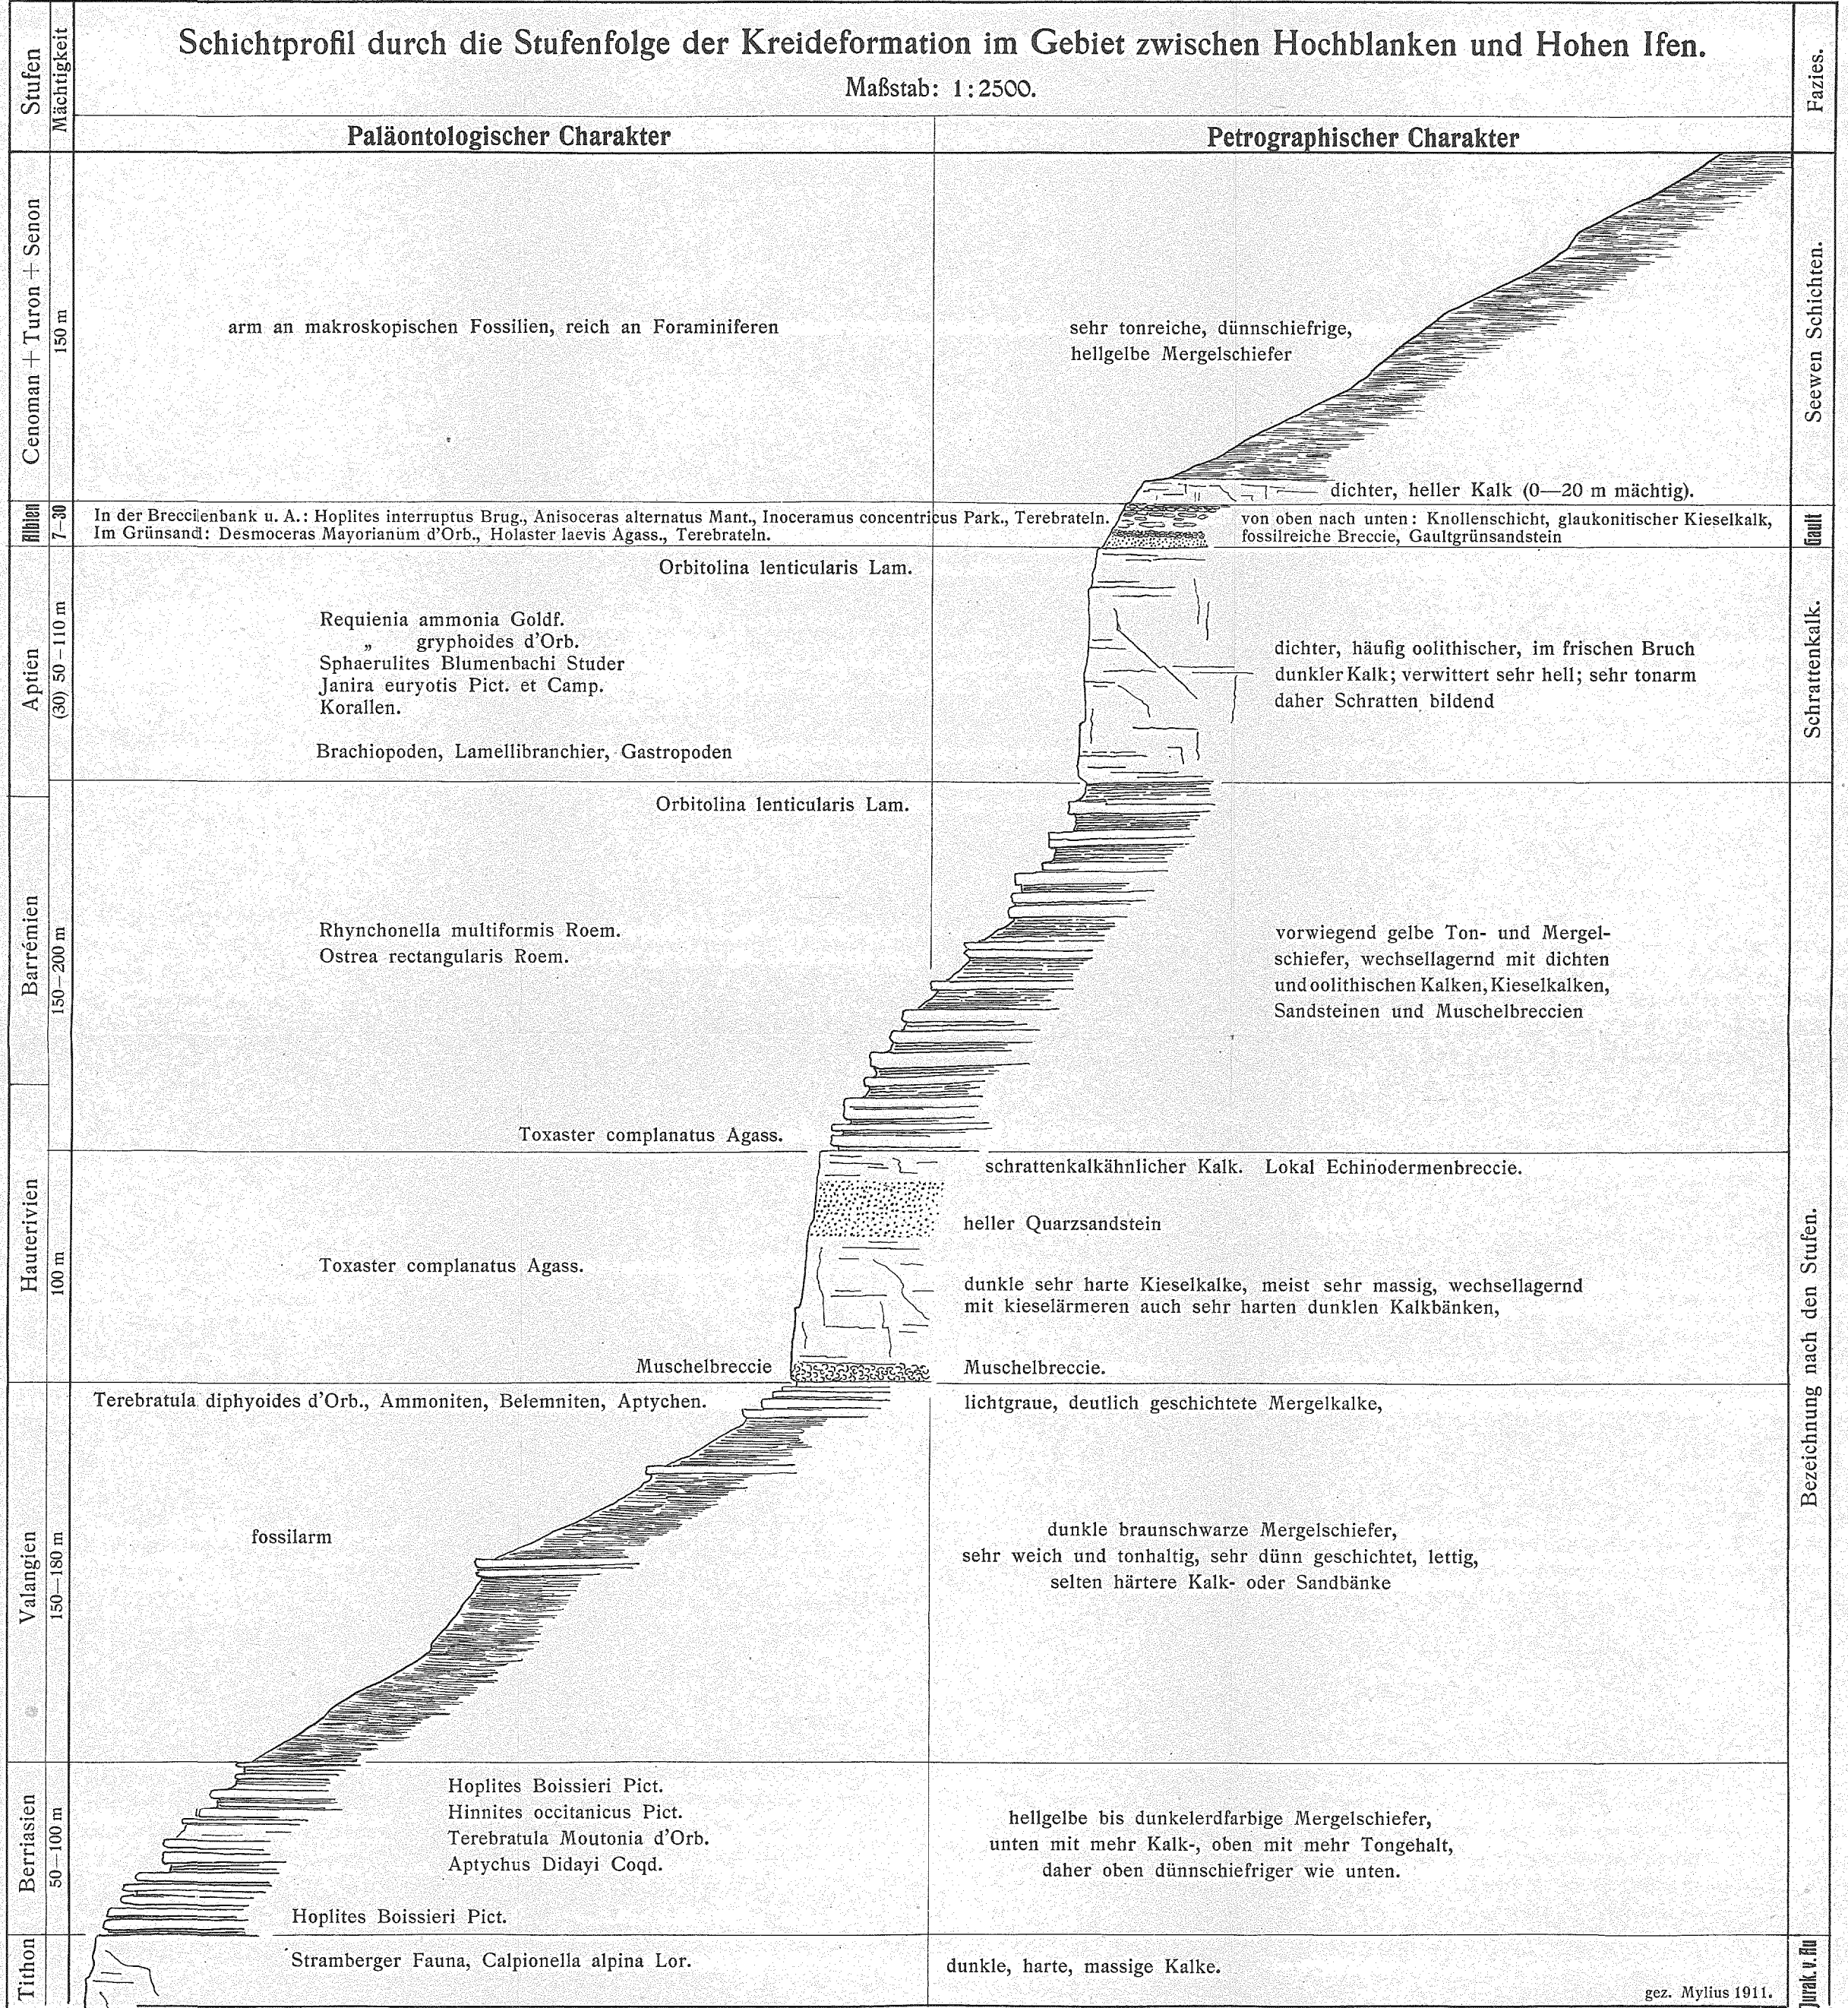 Stufen
Mächtigkeit
Schichtprofil durch die Stufenfolge der Kreideformation im Gebiet zwischen Hochblanken und Hohen Ifen.
Maßstab: 1:2500.
Fazies.
Paläontologischer Charakter
Petrographischer Charakter
Cenoman + Turon + Senon
150 m
arm an makroskopischen Fossilien, reich an Foraminiferen
sehr tonreiche, dünnschiefrige,
hellgelbe Mergelschiefer
dichter, heller Kalk (0—20 m mächtig).
Seewen Schichten.
Albien
7–30
In der Breccienbank u. A.: Hoplites interruptus Brug., Anisoceras alternatus Mant., Inoceramus concentricus Park., Terebrateln.
Im Grünsand: Desmoceras Mayorianum d'Orb., Holaster laevis Agass., Terebrateln.
von oben nach unten: Knollenschicht, glaukonitischer Kieselkalk,
fossilreiche Breccie, Gaultgrünsandstein
Gault
Aptien
(30) 50—110 m
Orbitolina lenticularis Lam.
Requienia ammonia Goldf.
„ gryphoides d'Orb.
Sphaerulites Blumenbachi Studer
Janira euryotis Pict. et Camp.
Korallen.
Brachiopoden, Lamellibranchier, Gastropoden
dichter, häufig oolithischer, im frischen Bruch
dunkler Kalk; verwittert sehr hell; sehr tonarm
daher Schratten bildend
Schrattenkalk.
Barrémien
150—200 m
Orbitolina lenticularis Lam.
Rhynchonella multiformis Roem.
Ostrea rectangularis Roem.
Toxaster complanatus Agass.
vorwiegend gelbe Ton- und Mergel-
schiefer, wechsellagernd mit dichten
und oolithischen Kalken, Kieselkalken,
Sandsteinen und Muschelbreccien
Hauterivien
100 m
Toxaster complanatus Agass.
Muschelbreccie
schrattenkalkähnlicher Kalk. Lokal Echinodermenbreccie.
heller Quarzsandstein
dunkle sehr harte Kieselkalke, meist sehr massig, wechsellagernd
mit kieselärmeren auch sehr harten dunklen Kalkbänken,
Muschelbreccie.
Bezeichnung nach den Stufen.
Valangien
150—180 m
Terebratula diphyoides d'Orb., Ammoniten, Belemniten, Aptychen.
fossilarm
lichtgraue, deutlich geschichtete Mergelkalke,
dunkle braunschwarze Mergelschiefer,
sehr weich und tonhaltig, sehr dünn geschichtet, lettig,
selten härtere Kalk- oder Sandbänke
Berriasien
50—100 m
Hoplites Boissieri Pict.
Hinnites occitanicus Pict.
Terebratula Moutonia d'Orb.
Aptychus Didayi Coqd.
Hoplites Boissieri Pict.
hellgelbe bis dunkelerdfarbige Mergelschiefer,
unten mit mehr Kalk-, oben mit mehr Tongehalt,
daher oben dünnschiefriger wie unten.
Tithon
Stramberger Fauna, Calpionella alpina Lor.
dunkle, harte, massige Kalke.
Jurak. v. Au
gez. Mylius 1911.